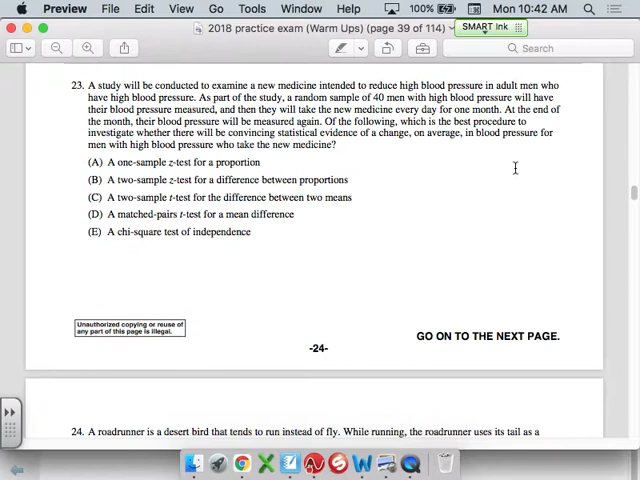 Preview File Edit View Go Tools Window Help 100% Mon 10:42 AM
2018 practice exam (Warm Ups) (page 39 of 114)
SMART Ink
Search
23. A study will be conducted to examine a new medicine intended to reduce high blood pressure in adult men who
have high blood pressure. As part of the study, a random sample of 40 men with high blood pressure will have
their blood pressure measured, and then they will take the new medicine every day for one month. At the end of
the month, their blood pressure will be measured again. Of the following, which is the best procedure to
investigate whether there will be convincing statistical evidence of a change, on average, in blood pressure for
men with high blood pressure who take the new medicine?
(A) A one-sample z-test for a proportion
(B) A two-sample z-test for a difference between proportions
(C) A two-sample t-test for the difference between two means
(D) A matched-pairs t-test for a mean difference
(E) A chi-square test of independence
Unauthorized copying or reuse of
any part of this page is illegal.
GO ON TO THE NEXT PAGE.
-24-
24. A roadrunner is a desert bird that tends to run instead of fly. While running, the roadrunner uses its tail as a